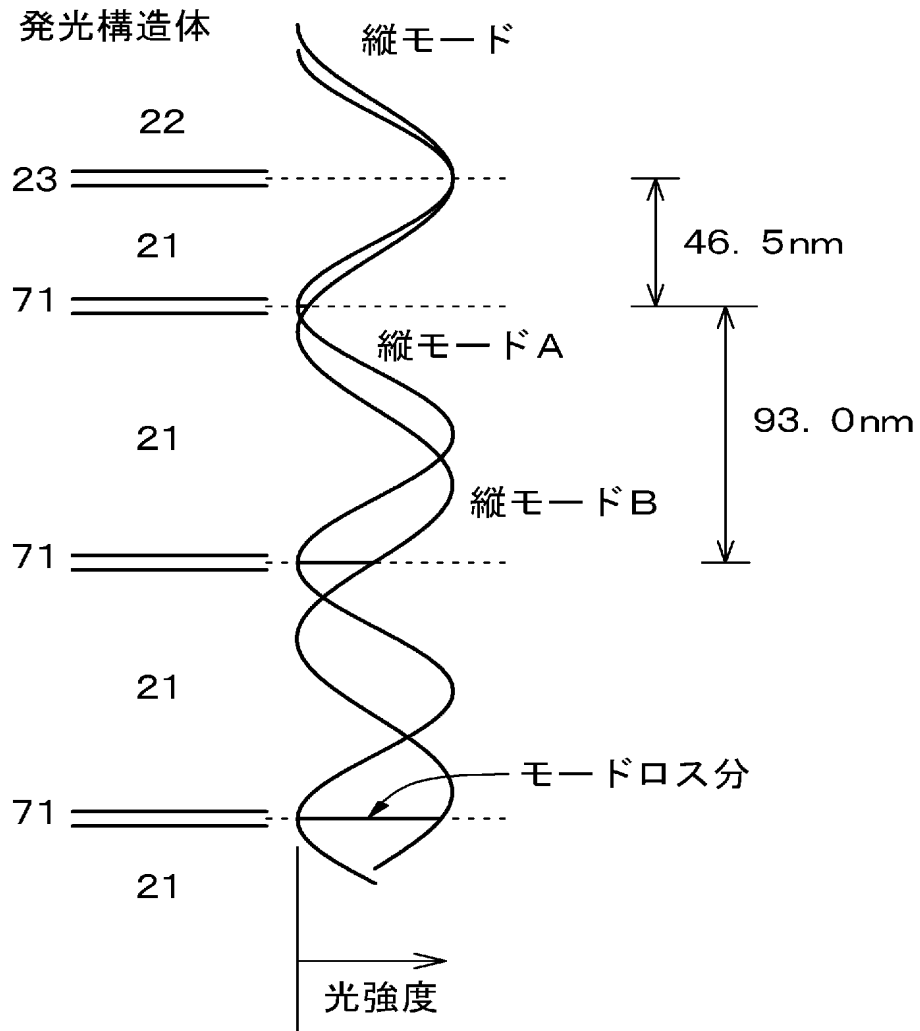 発光構造体
縦モード
22
23
21
46. 5nm
71
縦モードA
93. 0nm
21
縦モードB
71
21
モードロス分
71
21
光強度